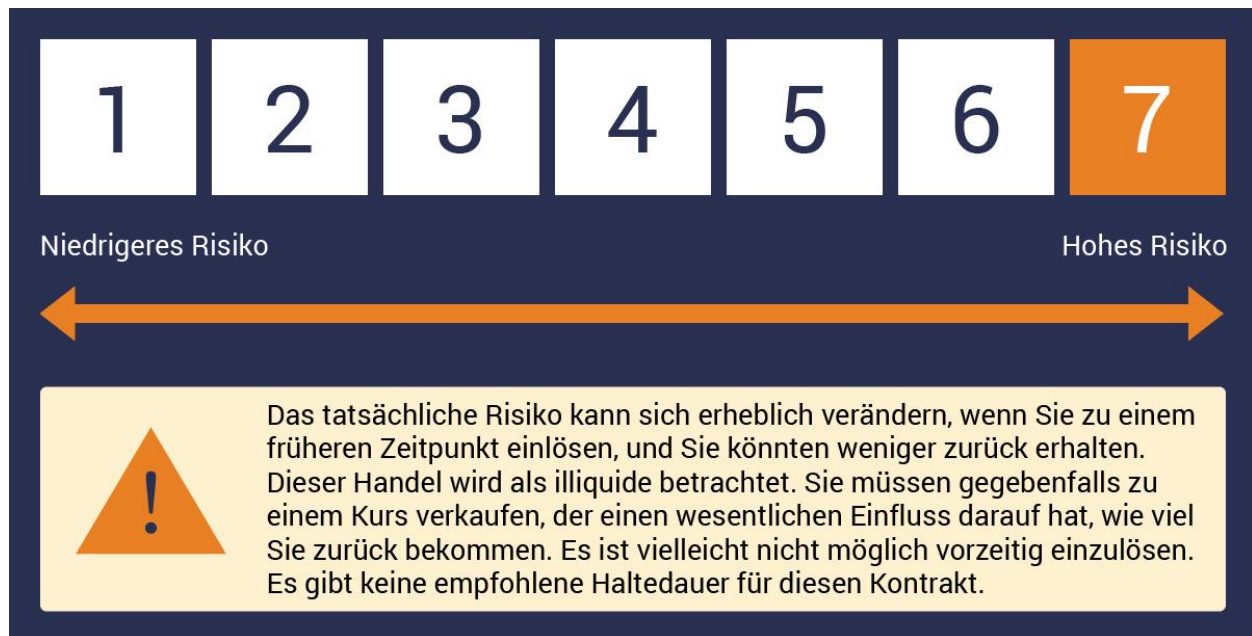 1 2 3 4 5 6 7
Niedrigeres Risiko Hohes Risiko
!
Das tatsächliche Risiko kann sich erheblich verändern, wenn Sie zu einem
früheren Zeitpunkt einlösen, und Sie könnten weniger zurück erhalten.
Dieser Handel wird als illiquide betrachtet. Sie müssen gegebenfalls zu
einem Kurs verkaufen, der einen wesentlichen Einfluss darauf hat, wie viel
Sie zurück bekommen. Es ist vielleicht nicht möglich vorzeitig einzulösen.
Es gibt keine empfohlene Haltedauer für diesen Kontrakt.